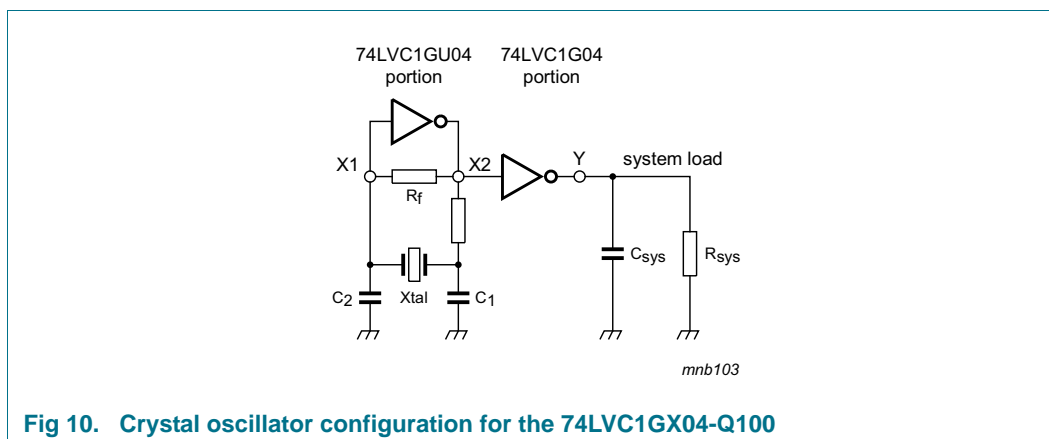 74LVC1GU04 portion
74LVC1G04 portion
X1
X2
Y
system load
Rf
Csys
Rsys
C2
Xtal
C1
mnb103
Fig 10. Crystal oscillator configuration for the 74LVC1GX04-Q100